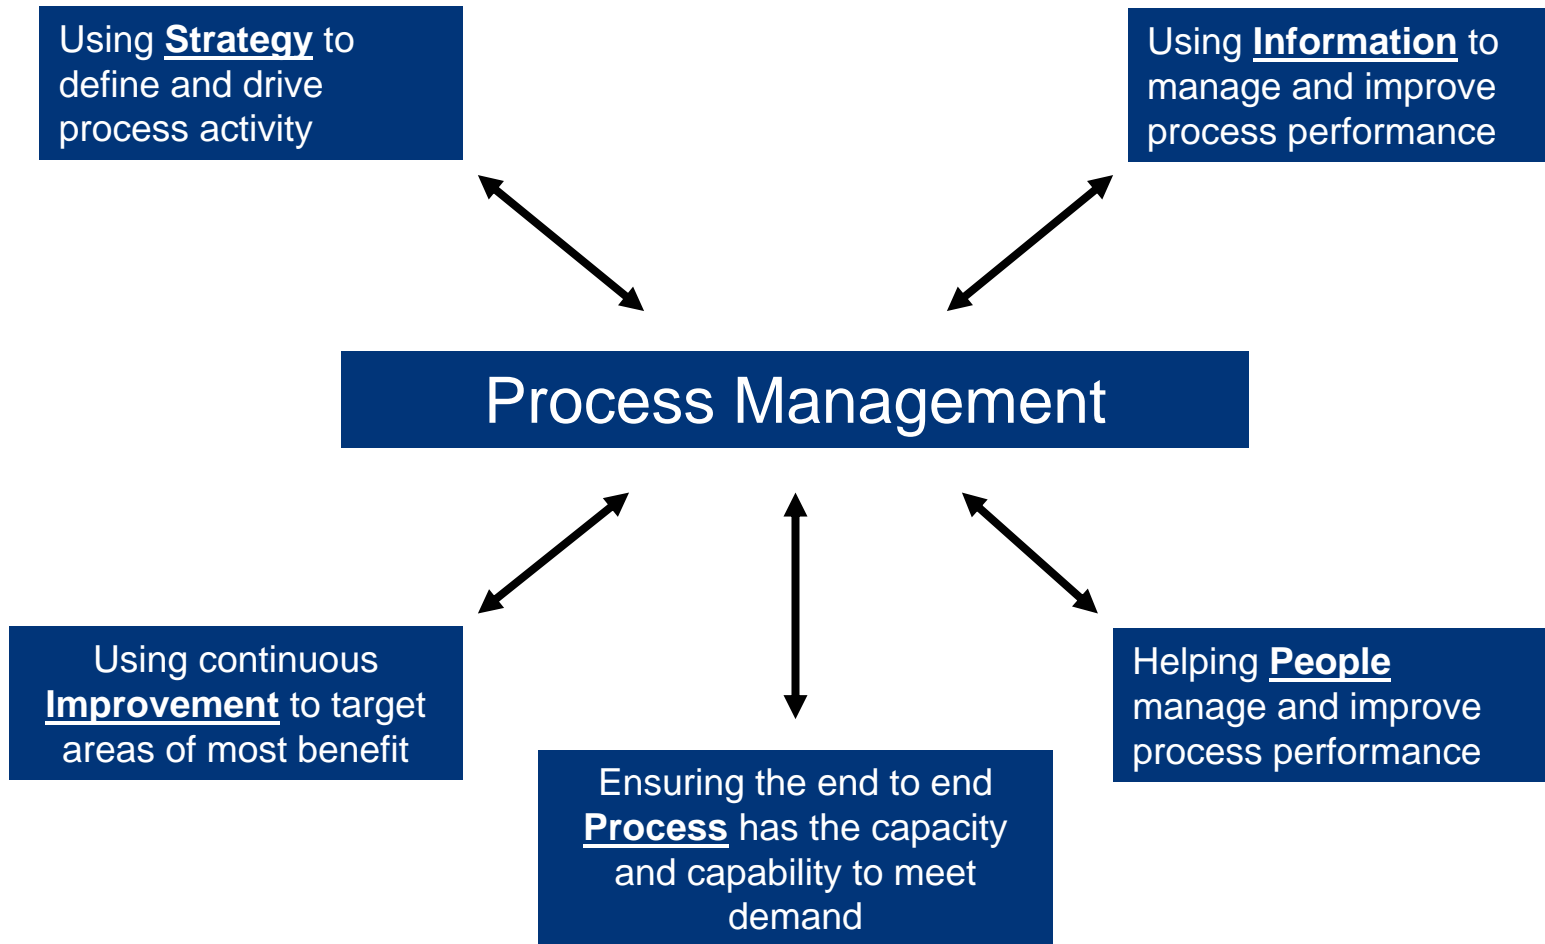 Using Strategy to
define and drive
process activity
Using Information to
manage and improve
process performance
Process Management
Using continuous
Improvement to target
areas of most benefit
Ensuring the end to end
Process has the capacity
and capability to meet
demand
Helping People
manage and improve
process performance